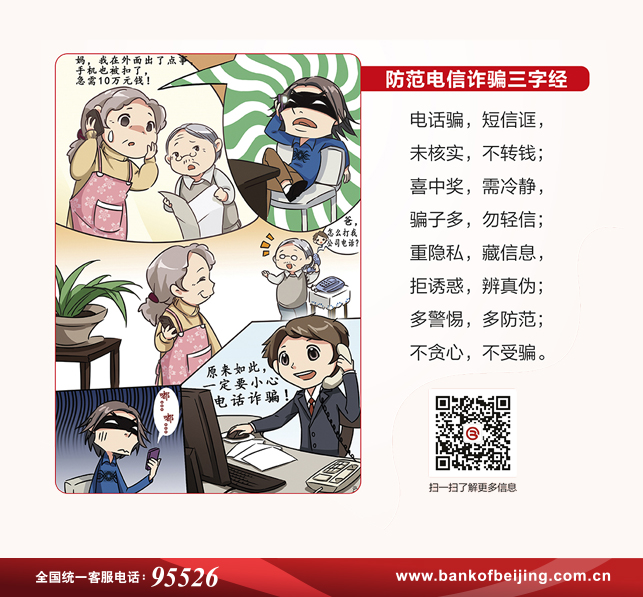 妈，我在外面出了点事
手机也被扣了，
急需10万元钱！
爸，
怎么打我
公司电话？
原来如此，
一定要小心
电话诈骗！
嘟……
嘟……
防范电信诈骗三字经
电话骗，短信诓，
未核实，不转钱；
喜中奖，需冷静，
骗子多，勿轻信；
重隐私，藏信息，
拒诱惑，辨真伪；
多警惕，多防范；
不贪心，不受骗。
扫一扫了解更多信息
全国统一客服电话：95526
www.bankofbeijing.com.cn